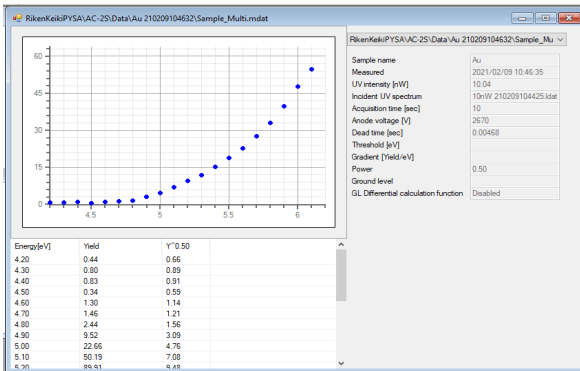 RikenKeikiPYSA\AC-2S\Data\Au 210209104632\Sample_Multi.mdat
60
45
30
15
0
4.5 5 5.5 6
RikenKeikiPYSA\AC-2S\Data\Au 210209104632\Sample_Mu
Sample name Au
Measured 2021/02/09 10:46:35
UV intensity [nW] 10.04
Incident UV spectrum 10nW 210209104425.ldat
Acquisition time [sec] 10
Anode voltage [V] 2670
Dead time [sec] 0.00468
Threshold [eV]
Gradient [Yield/eV]
Power 0.50
Ground level
GL Differential calculation function Disabled
Energy[eV] Yield Y^0.50
4.20 0.44 0.66
4.30 0.80 0.89
4.40 0.83 0.91
4.50 0.34 0.59
4.60 1.30 1.14
4.70 1.46 1.21
4.80 2.44 1.56
4.90 9.52 3.09
5.00 22.66 4.76
5.10 50.19 7.08
5.20 89.91 9.48